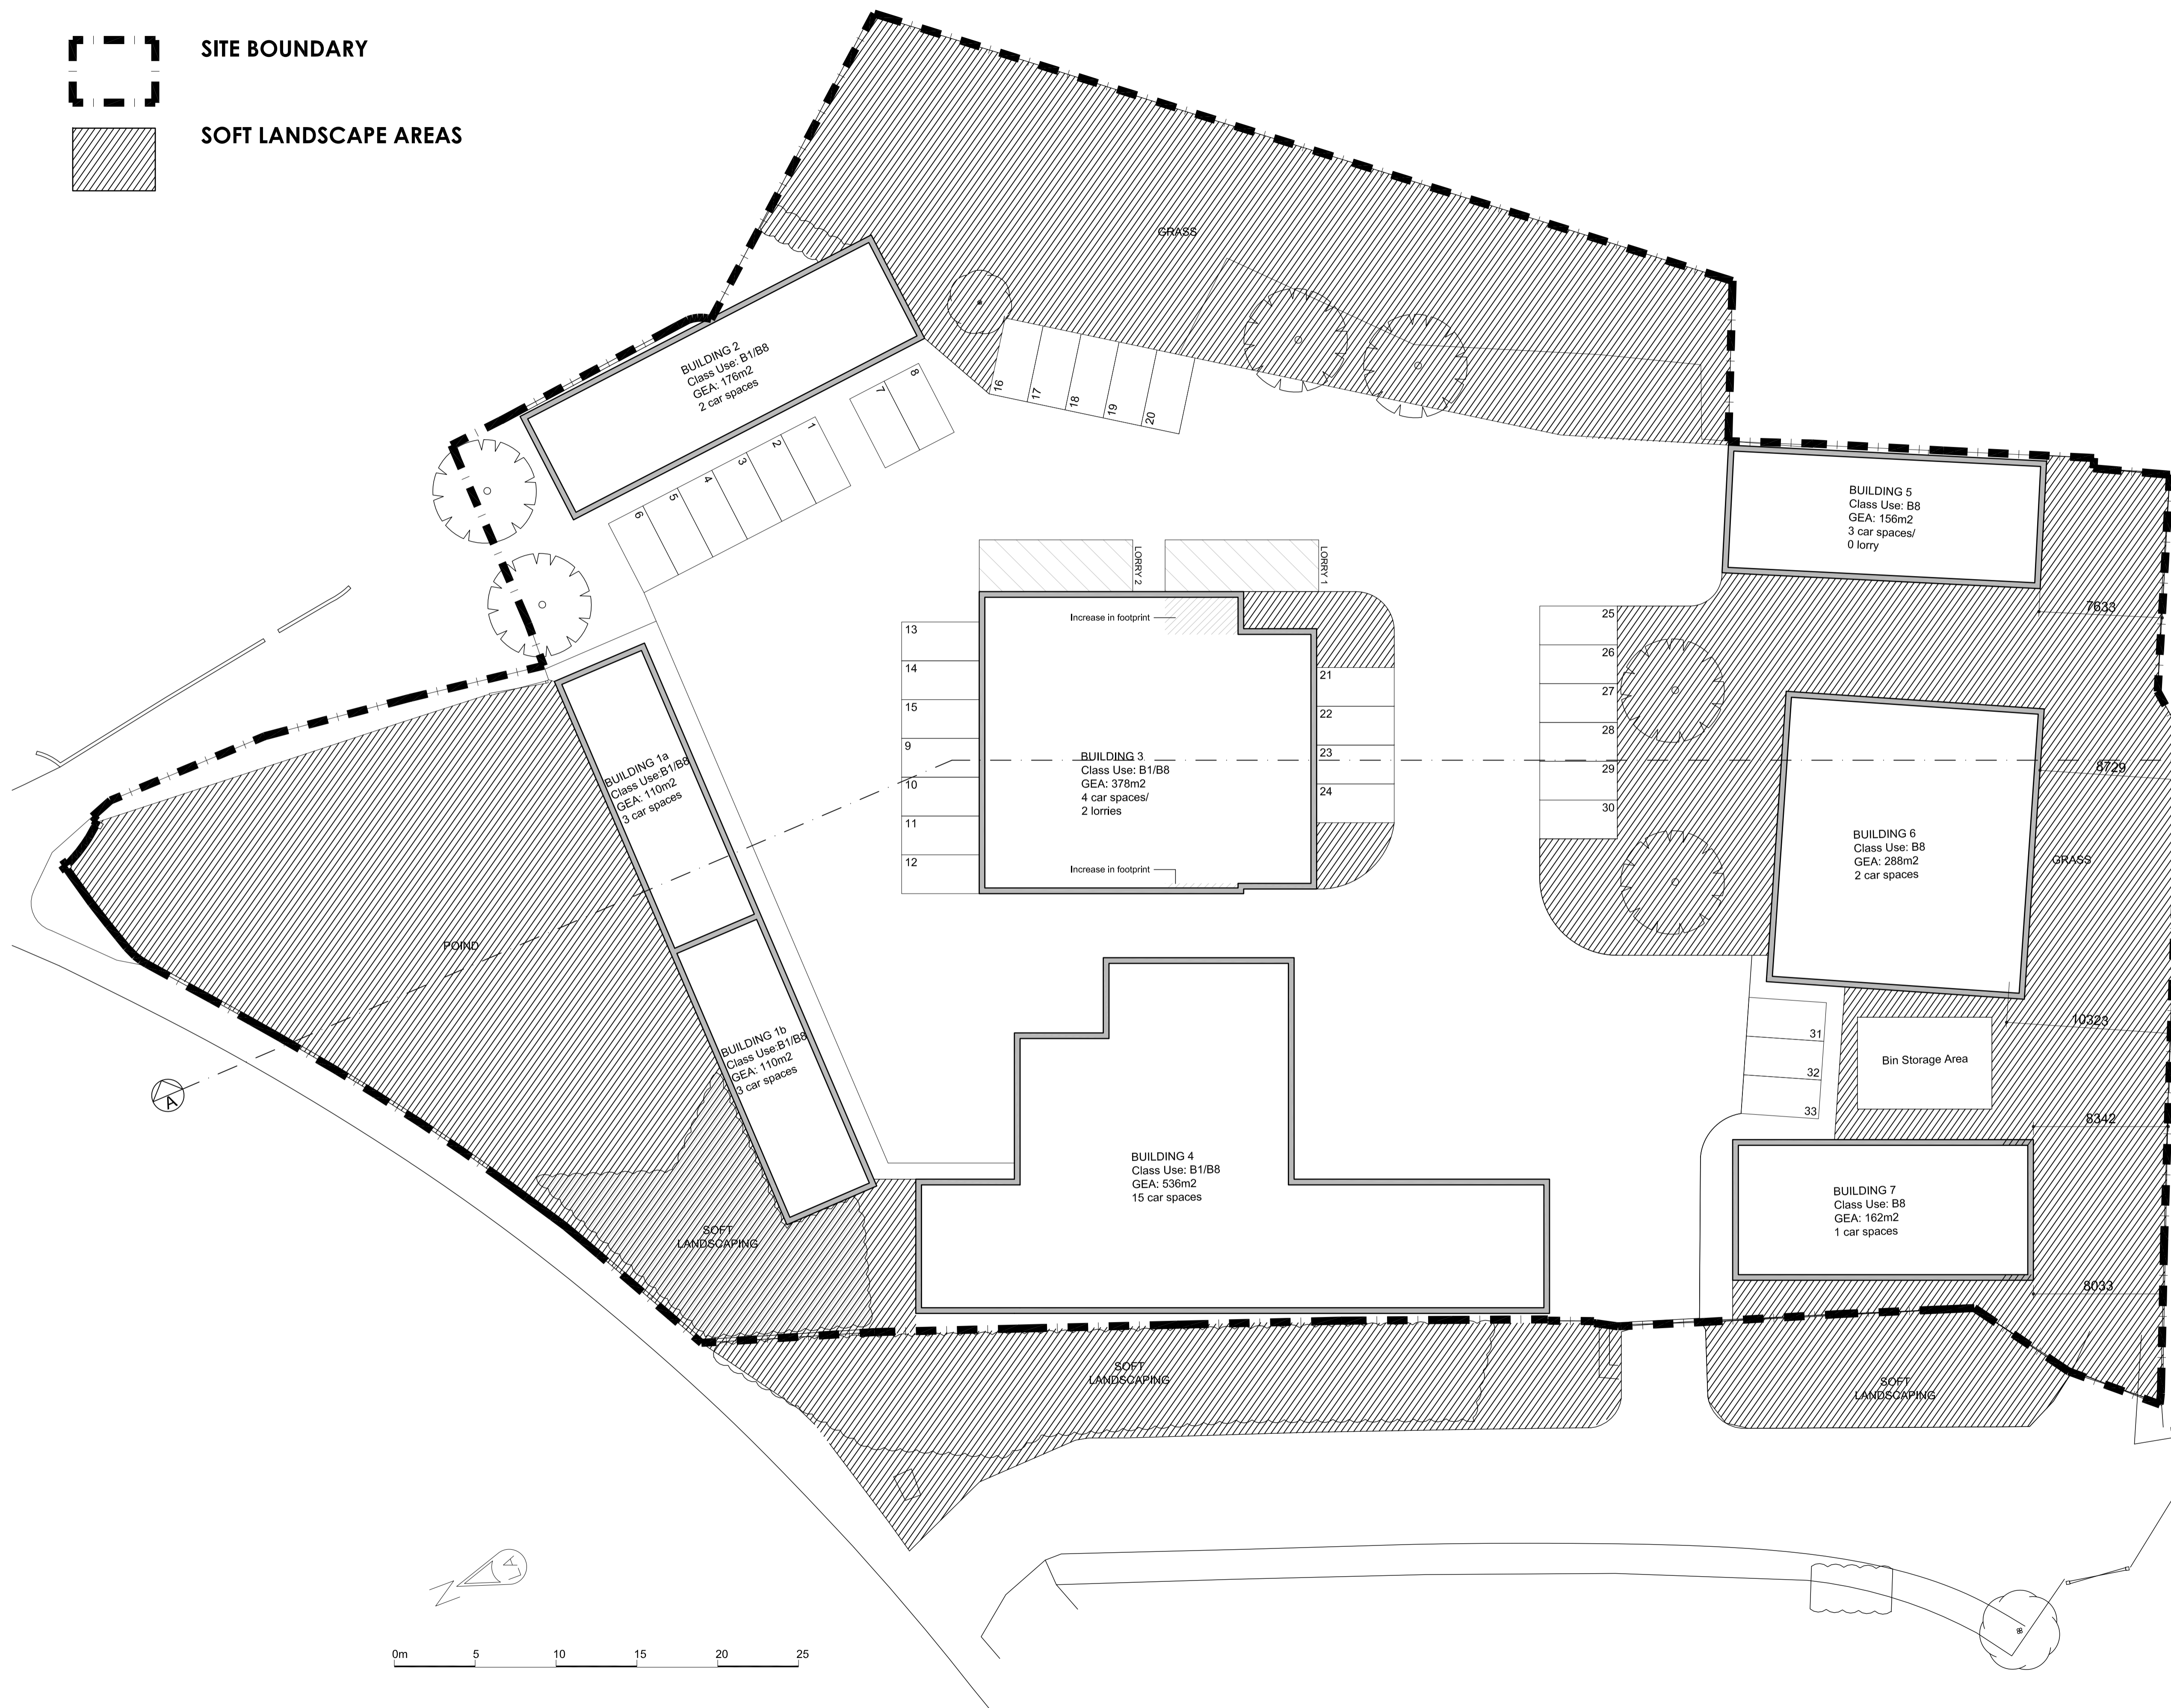 SITE BOUNDARY
SOFT LANDSCAPE AREAS
GRASS
BUILDING 2
Class Use: B1/B8
GEA: 176m2
2 car spaces
8
7
1
2
3
4
5
6
16
17
18
19
20
BUILDING 5
Class Use: B8
GEA: 156m2
3 car spaces/
0 lorry
7633
LORRY 2
LORRY 1
Increase in footprint
13
14
15
9
10
11
12
BUILDING 3
Class Use: B1/B8
GEA: 378m2
4 car spaces/
2 lorries
Increase in footprint
21
22
23
24
25
26
27
28
29
30
8729
BUILDING 6
Class Use: B8
GEA: 288m2
2 car spaces
GRASS
BUILDING 1a
Class Use:B1/B8
GEA: 110m2
3 car spaces
POIND
BUILDING 1b
Class Use:B1/B8
GEA: 110m2
3 car spaces
A
10323
31
32
33
Bin Storage Area
8342
BUILDING 4
Class Use: B1/B8
GEA: 536m2
15 car spaces
BUILDING 7
Class Use: B8
GEA: 162m2
1 car spaces
8033
SOFT
LANDSCAPING
SOFT
LANDSCAPING
SOFT
LANDSCAPING
0m 5 10 15 20 25